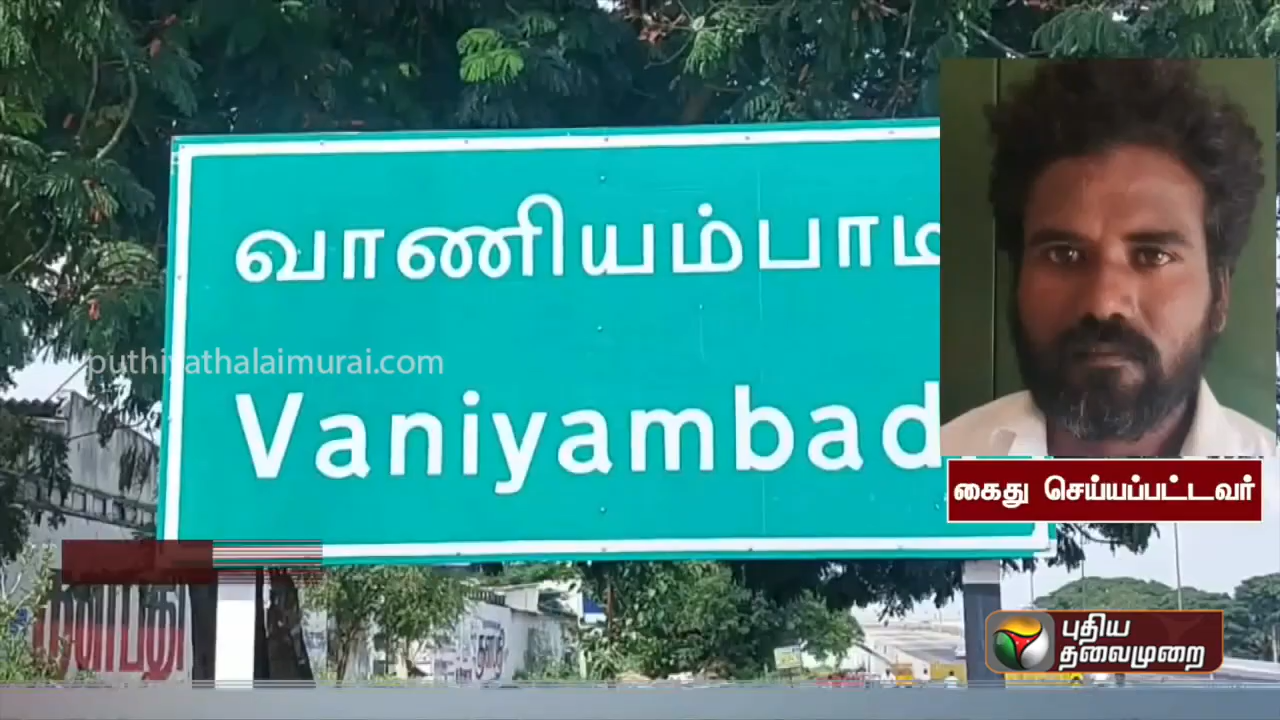 வாணியம்பாடி
Vaniyambad
puthiyathalaimurai.com
கைது செய்யப்பட்டவர்
புதிய
தலைமுறை